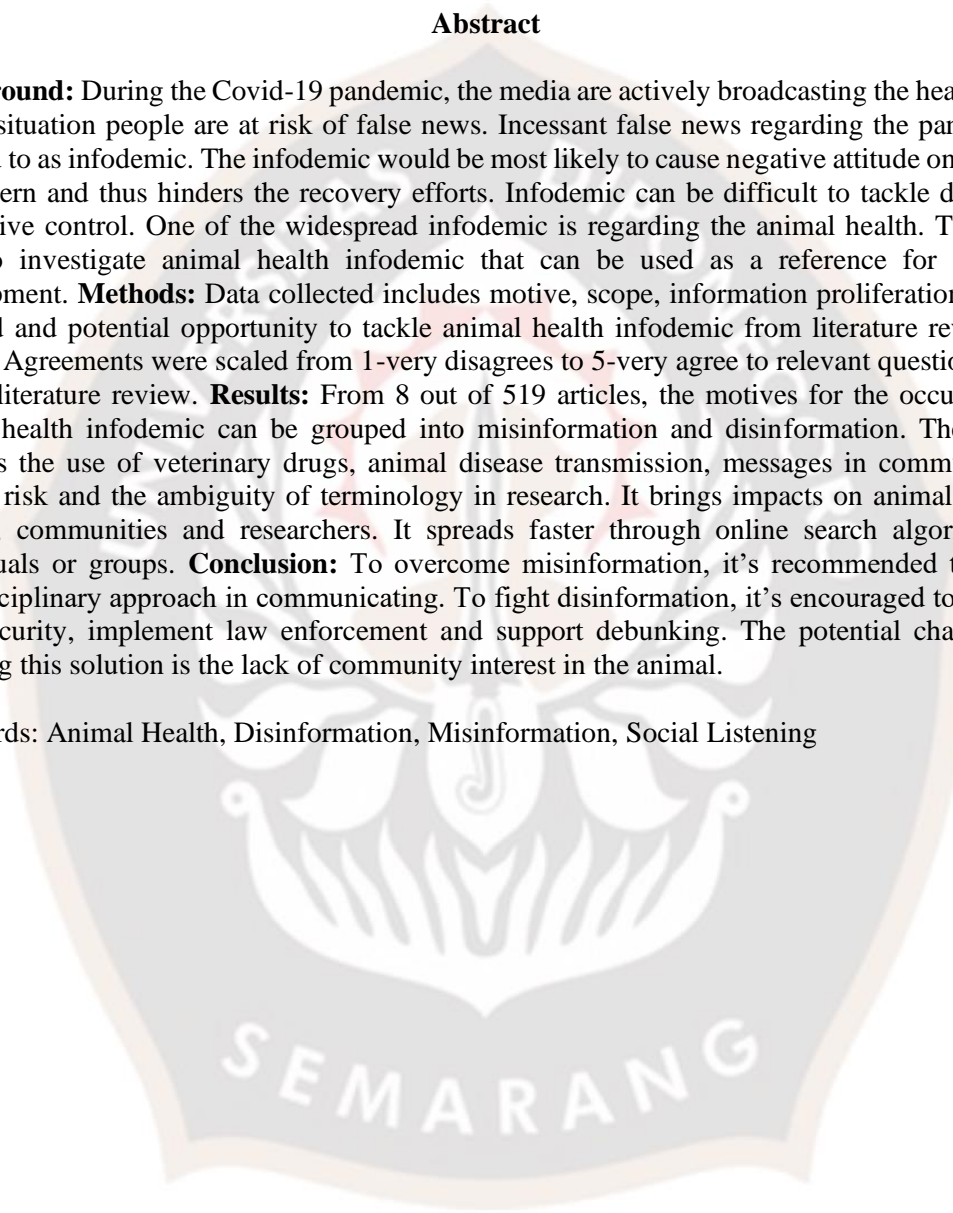 Abstract
round: During the Covid-19 pandemic, the media are actively broadcasting the hea
situation people are at risk of false news. Incessant false news regarding the pan
to as infodemic. The infodemic would be most likely to cause negative attitude on
ern and thus hinders the recovery efforts. Infodemic can be difficult to tackle d
ive control. One of the widespread infodemic is regarding the animal health. T
investigate animal health infodemic that can be used as a reference for
pment. Methods: Data collected includes motive, scope, information proliferation
and potential opportunity to tackle animal health infodemic from literature rev
Agreements were scaled from 1-very disagrees to 5-very agree to relevant questio
literature review. Results: From 8 out of 519 articles, the motives for the occu
health infodemic can be grouped into misinformation and disinformation. The
s the use of veterinary drugs, animal disease transmission, messages in commu
risk and the ambiguity of terminology in research. It brings impacts on animal
, communities and researchers. It spreads faster through online search algor
uals or groups. Conclusion: To overcome misinformation, it's recommended t
ciplinary approach in communicating. To fight disinformation, it's encouraged to
curity, implement law enforcement and support debunking. The potential cha
g this solution is the lack of community interest in the animal.
rds: Animal Health, Disinformation, Misinformation, Social Listening
UNIVERSITAS DIPONEGORO
SEMARANG